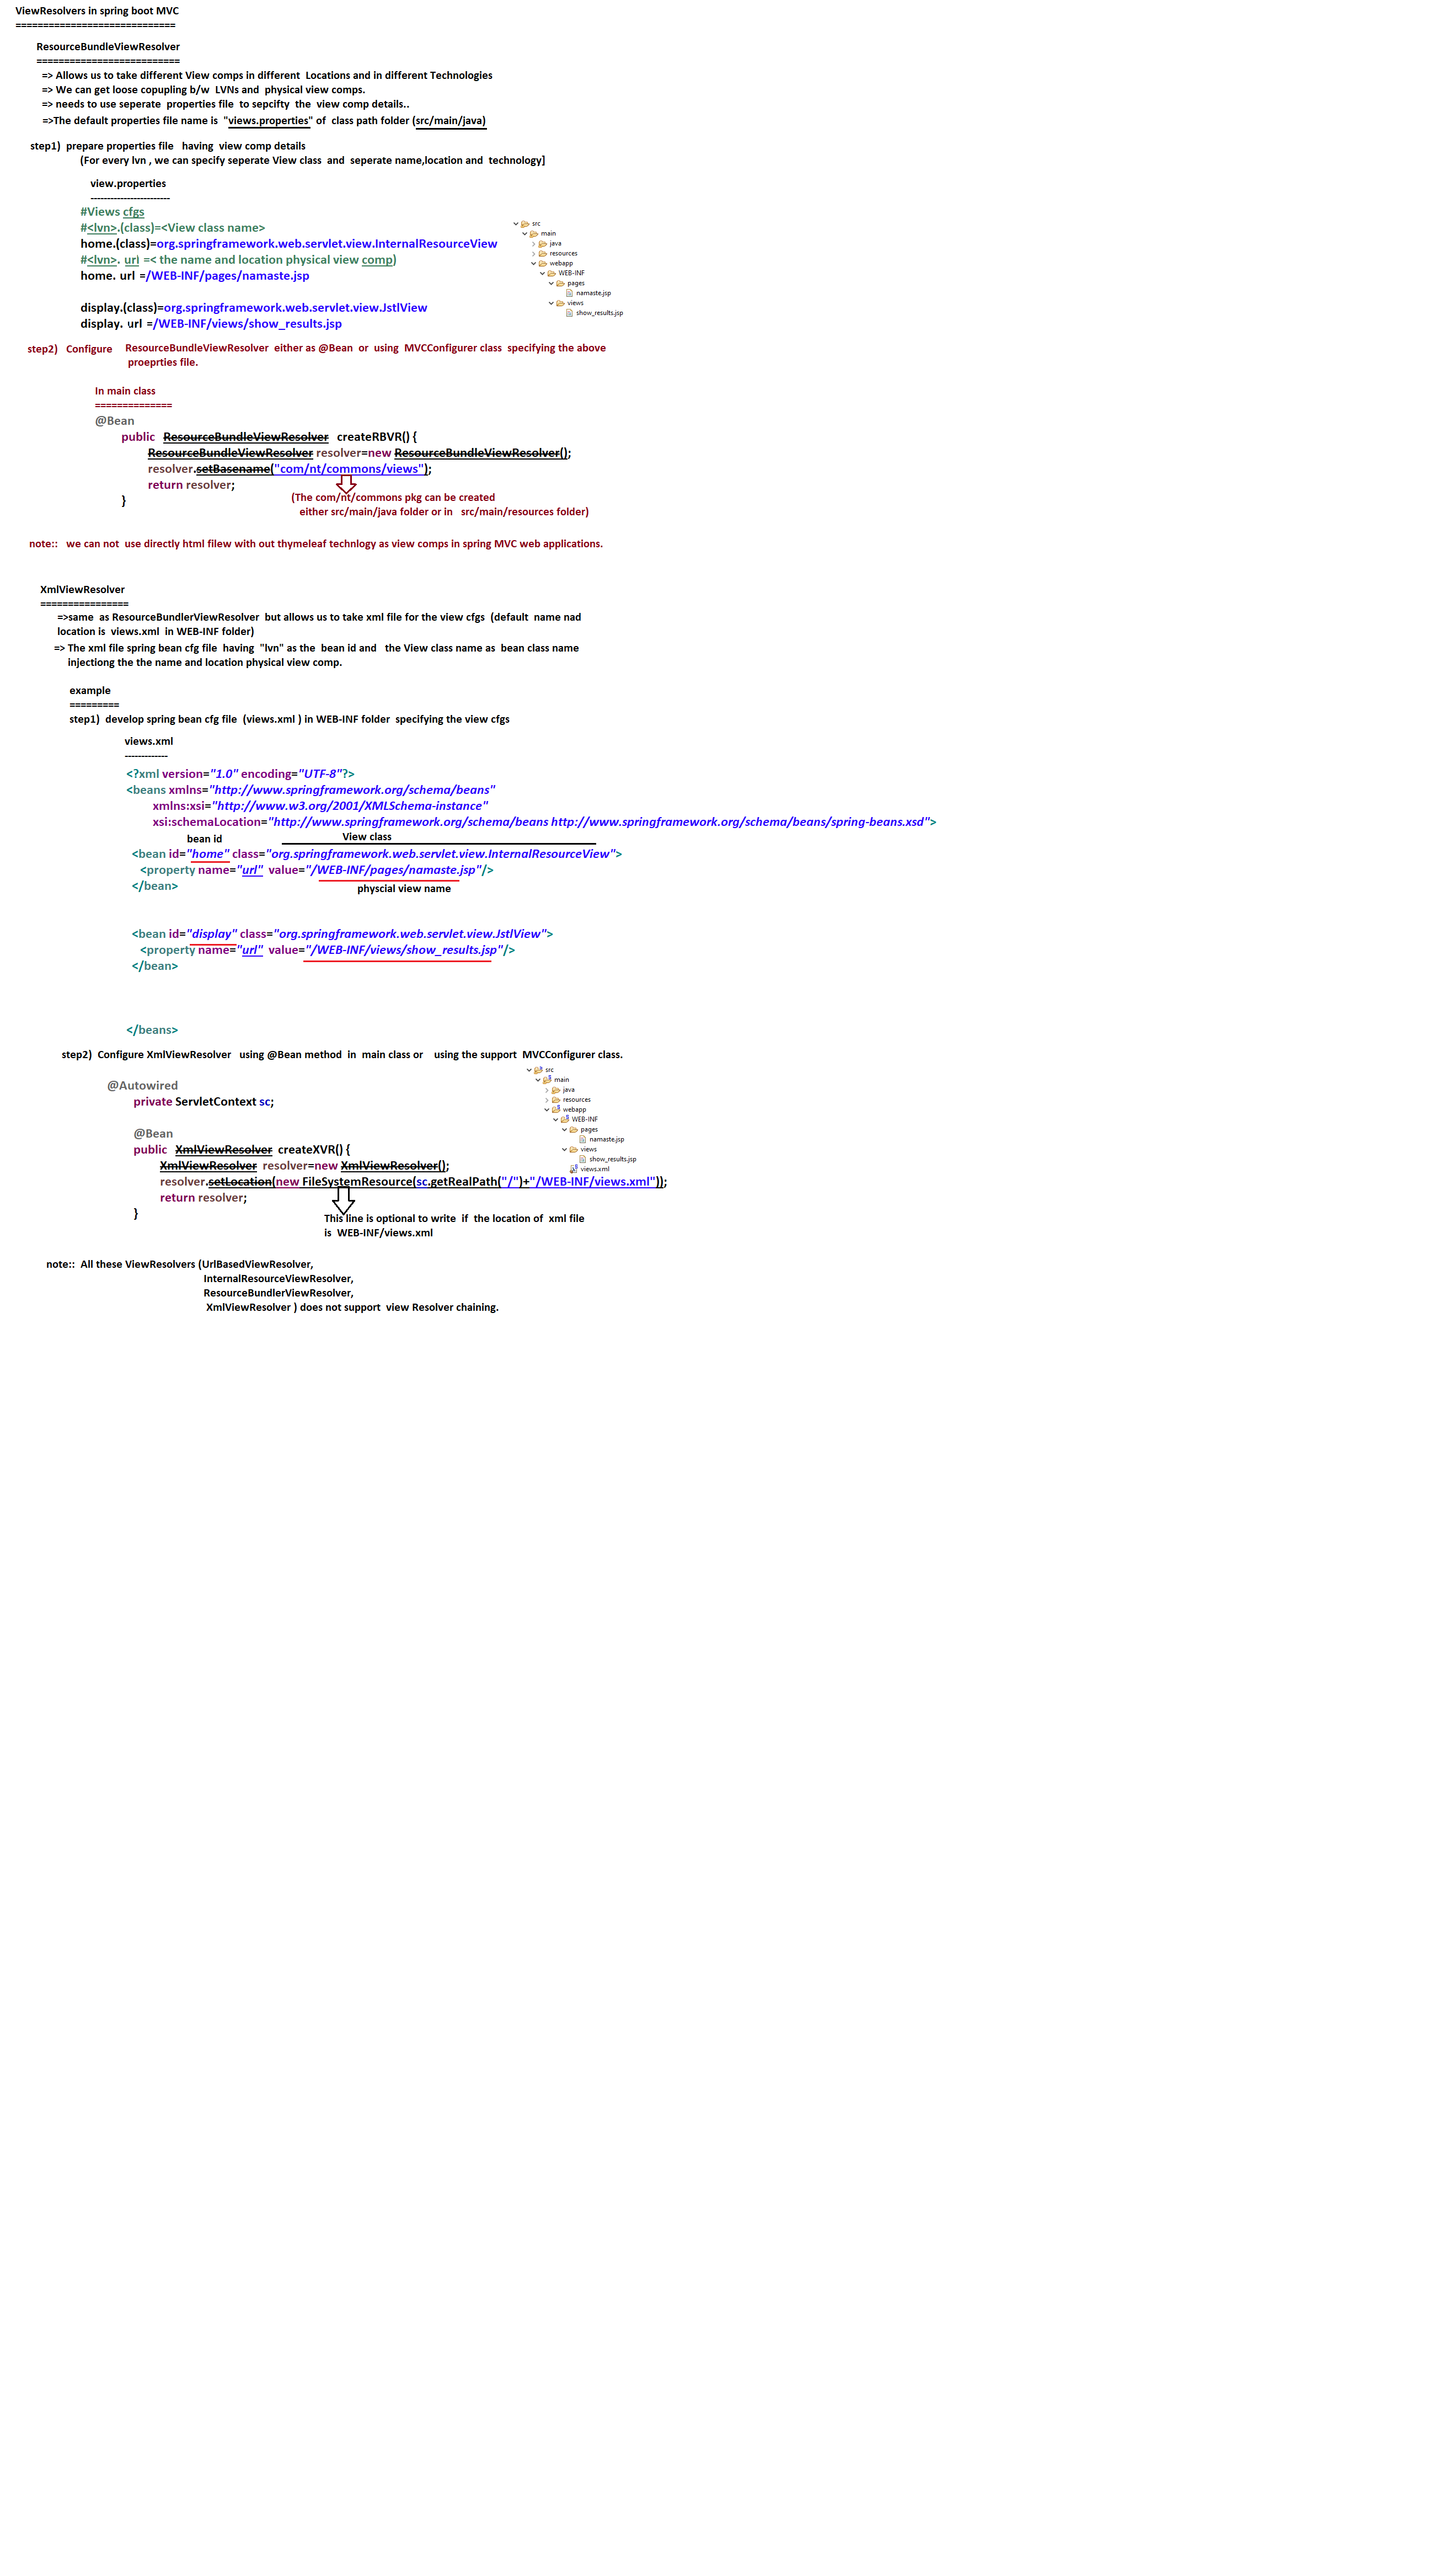 ViewResolvers in spring boot MVC
=============================
ResourceBundleViewResolver
==========================
=> Allows us to take different View comps in different Locations and in different Technologies
=> We can get loose copupling b/w LVNs and physical view comps.
=> needs to use seperate properties file to sepcifty the view comp details..
=>The default properties file name is "views.properties" of class path folder (src/main/java)
step1) prepare properties file having view comp details
(For every lvn , we can specify seperate View class and seperate name,location and technology]
view.properties
------------------------
#Views cfgs
#<lvn>.(class)=<View class name>
home.(class)=org.springframework.web.servlet.view.InternalResourceView
#<lvn>. url =< the name and location physical view comp)
home. url =/WEB-INF/pages/namaste.jsp
display.(class)=org.springframework.web.servlet.view.JstlView
display. url =/WEB-INF/views/show_results.jsp
src
main
java
resources
webapp
WEB-INF
pages
namaste.jsp
views
show_results.jsp
step2) Configure ResourceBundleViewResolver either as @Bean or using MVCConfigurer class specifying the above
proeprties file.
In main class
==============
@Bean
public ResourceBundleViewResolver createRBVR() {
ResourceBundleViewResolver resolver=new ResourceBundleViewResolver();
resolver.setBasename("com/nt/commons/views");
return resolver;
}
(The com/nt/commons pkg can be created
either src/main/java folder or in src/main/resources folder)
note:: we can not use directly html filew with out thymeleaf technlogy as view comps in spring MVC web applications.
XmlViewResolver
================
=>same as ResourceBundlerViewResolver but allows us to take xml file for the view cfgs (default name nad
location is views.xml in WEB-INF folder)
=> The xml file spring bean cfg file having "lvn" as the bean id and the View class name as bean class name
injectiong the the name and location physical view comp.
example
=========
step1) develop spring bean cfg file (views.xml ) in WEB-INF folder specifying the view cfgs
views.xml
-------------
<?xml version="1.0" encoding="UTF-8"?>
<beans xmlns="http://www.springframework.org/schema/beans"
xmlns:xsi="http://www.w3.org/2001/XMLSchema-instance"
xsi:schemaLocation="http://www.springframework.org/schema/beans http://www.springframework.org/schema/beans/spring-beans.xsd">
bean id View class
<bean id="home" class="org.springframework.web.servlet.view.InternalResourceView">
<property name="url" value="/WEB-INF/pages/namaste.jsp"/>
</bean> physcial view name
<bean id="display" class="org.springframework.web.servlet.view.JstlView">
<property name="url" value="/WEB-INF/views/show_results.jsp"/>
</bean>
</beans>
step2) Configure XmlViewResolver using @Bean method in main class or using the support MVCConfigurer class.
@Autowired
private ServletContext sc;
@Bean
public XmlViewResolver createXVR() {
XmlViewResolver resolver=new XmlViewResolver();
resolver.setLocation(new FileSystemResource(sc.getRealPath("/")+"/WEB-INF/views.xml"));
return resolver;
}
src
main
java
resources
webapp
WEB-INF
pages
namaste.jsp
views
show_results.jsp
views.xml
This line is optional to write if the location of xml file
is WEB-INF/views.xml
note:: All these ViewResolvers (UrlBasedViewResolver,
InternalResourceViewResolver,
ResourceBundlerViewResolver,
XmlViewResolver ) does not support view Resolver chaining.